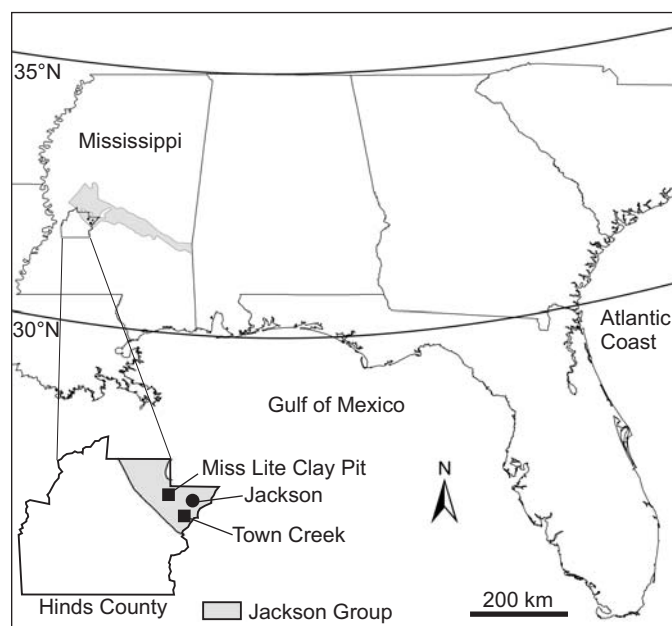 35°N
Mississippi
30°N
Atlantic
Coast
Gulf of Mexico
N
Miss Lite Clay Pit
Jackson
Town Creek
Hinds County
Jackson Group
200 km